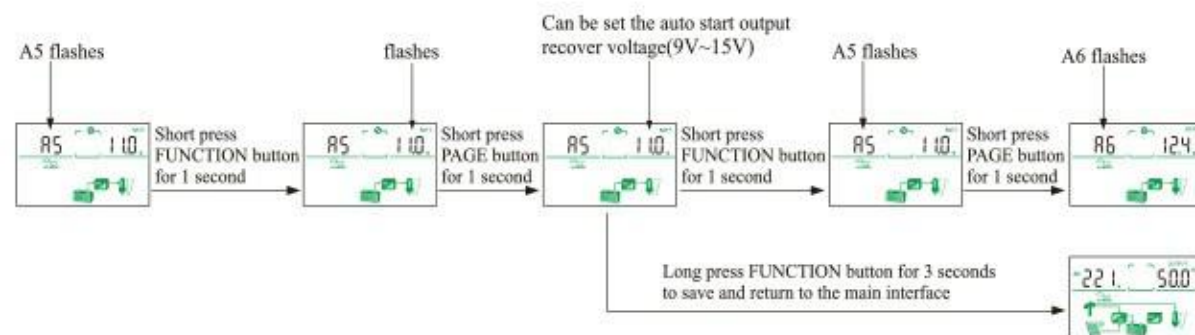 Can be set the auto start output
recover voltage(9V~15V)
A5 flashes
flashes
A5 flashes
A6 flashes
A5
11.0
Short press
FUNCTION button
for 1 second
A5
11.0
Short press
PAGE button
for 1 second
A5
11.0
Short press
FUNCTION button
for 1 second
A5
11.0
Short press
PAGE button
for 1 second
A6
12.4
Long press FUNCTION button for 3 seconds
to save and return to the main interface
221.
50.0